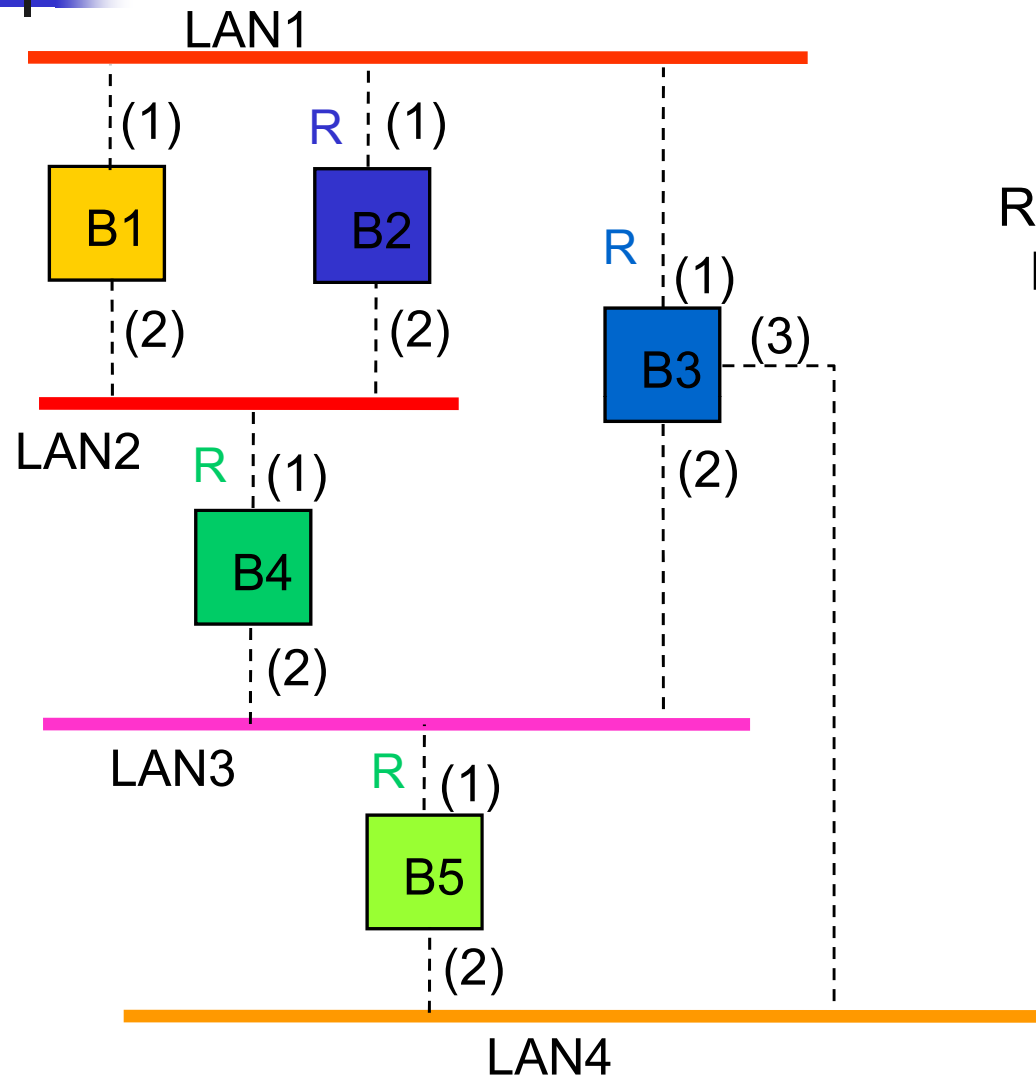 LAN1
(1)
R (1)
B1
B2
R
R
(1)
(2)
(2)
(3)
B3
LAN2
R (1)
(2)
B4
(2)
LAN3
R (1)
B5
(2)
LAN4